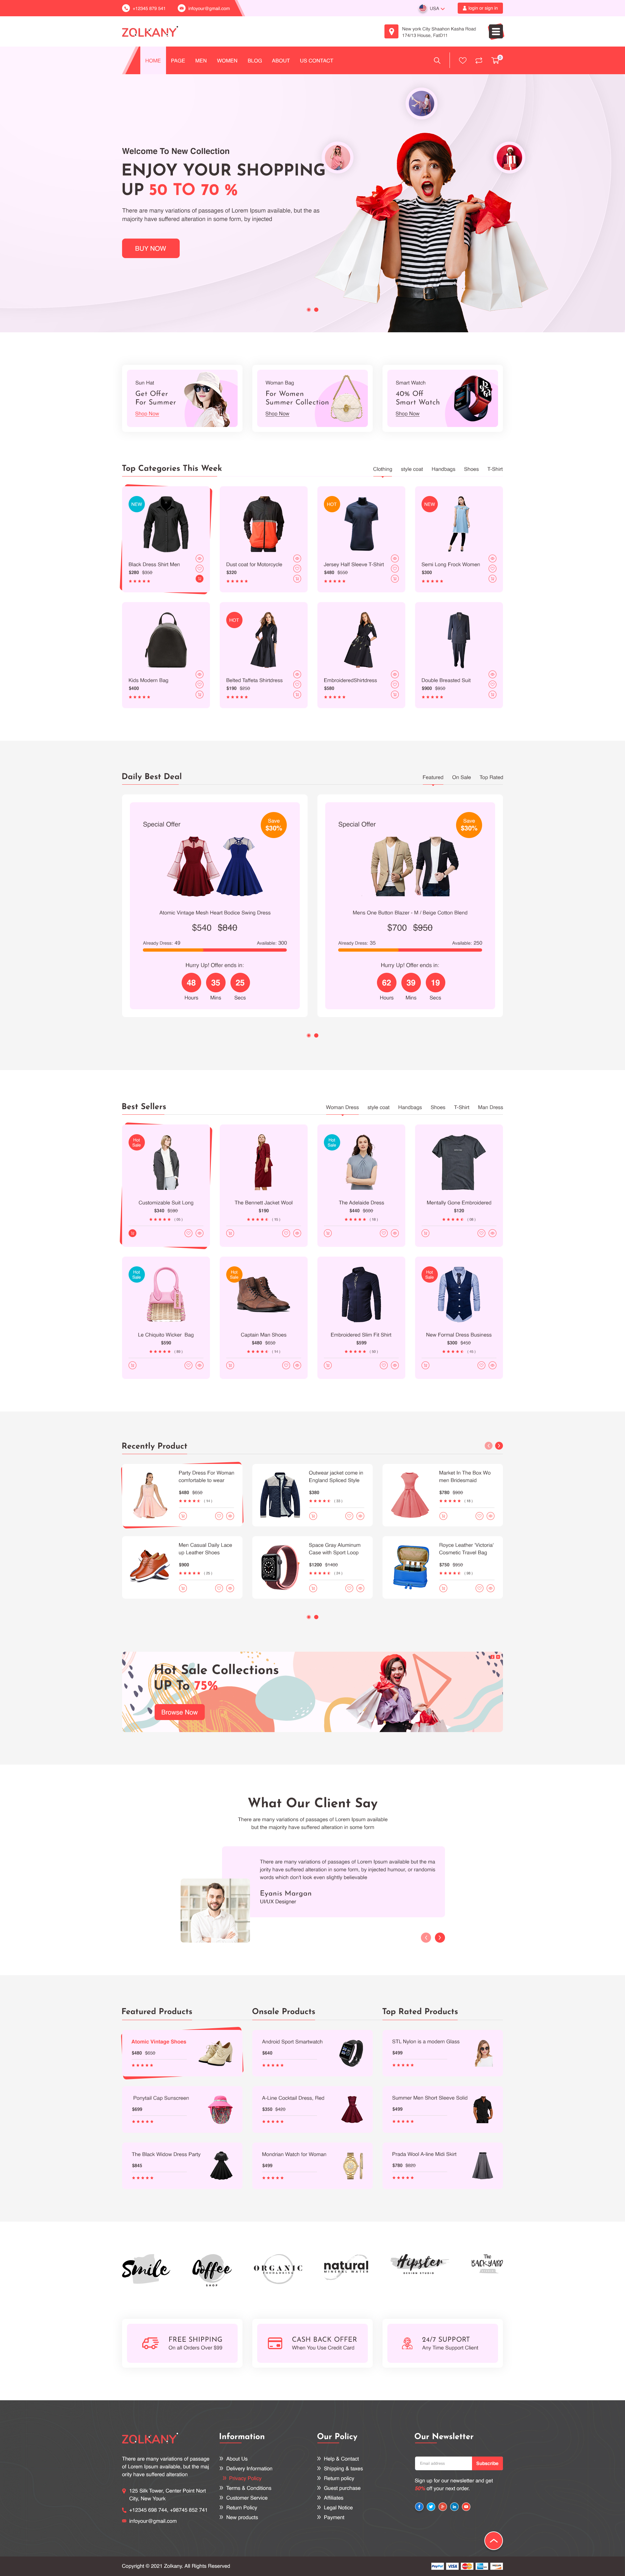 +12345 879 541
infoyour@gmail.com
USA
login or sign in
ZOLKANY
New york City Shashon Kasha Road
174/13 House, FalD11
HOME
PAGE
MEN
WOMEN
BLOG
ABOUT
US CONTACT
Welcome To New Collection
ENJOY YOUR SHOPPING
UP 50 TO 70 %
There are many variations of passages of Lorem Ipsum available, but the as
majority have suffered alteration in some form, by injected
BUY NOW
Sun Hat
Get Offer
For Summer
Shop Now
Woman Bag
For Women
Summer Collection
Shop Now
Smart Watch
40% Off
Smart Watch
Shop Now
Top Categories This Week
Clothing
style coat
Handbags
Shoes
T-Shirt
NEW
Black Dress Shirt Men
$280 $350
Dust coat for Motorcycle
$220
HOT
Jersey Half Sleeve T-Shirt
$480 $550
NEW
Semi Long Frock Women
$300
Kids Modern Bag
$400
HOT
Belted Taffeta Shirtdress
$190 $250
EmbroideredShirtdress
$580
Double Breasted Suit
$900 $950
Daily Best Deal
Featured
On Sale
Top Rated
Special Offer
Save
$30%
Atomic Vintage Mesh Heart Bodice Swing Dress
$540 $840
Already Dress: 49
Available: 300
Hurry Up! Offer ends in:
48 35 25
Hours Mins Secs
Special Offer
Save
$30%
Mens One Button Blazer - M / Beige Cotton Blend
$700 $950
Already Dress: 35
Available: 250
Hurry Up! Offer ends in:
62 39 19
Hours Mins Secs
Best Sellers
Woman Dress
style coat
Handbags
Shoes
T-Shirt
Man Dress
Hot
Sale
Customizable Suit Long
$340
The Bennett Jacket Wool
$190
Hot
Sale
The Adelaide Dress
$440
Mentally Gone Embroidered
$120
Hot
Sale
Le Chiquito Wicker Bag
$590
Hot
Sale
Captain Man Shoes
$480
Embroidered Slim Fit Shirt
$599
Hot
Sale
New Formal Dress Business
$300
Recently Product
Party Dress For Woman
comfortable to wear
$480
Outwear jacket come in
England Spliced Style
$380
Market In The Box Wo
men Bridesmaid
$780
Men Casual Daily Lace
up Leather Shoes
$900
Space Gray Aluminum
Case with Sport Loop
$1200 $1400
Royce Leather 'Victoria'
Cosmetic Travel Bag
$750
Hot Sale Collections
UP To 75%
Browse Now
What Our Client Say
There are many variations of passages of Lorem Ipsum available
but the majority have suffered alteration in some form
There are many variations of passages of Lorem Ipsum available but the ma
jority have suffered alteration in some form, by injected humour, or randomis
words which don't look even slightly believable
Eyanis Margan
UI/UX Designer
Featured Products
Atomic Vintage Shoes
$480
Ponytail Cap Sunscreen
$699
The Black Widow Dress Party
$845
Onsale Products
Android Sport Smartwatch
$640
A-Line Cocktail Dress, Red
$350
Mondrian Watch for Woman
$499
Top Rated Products
STL Nylon is a modern Glass
$499
Summer Men Short Sleeve Solid
$499
Prada Wool A-line Midi Skirt
$780
Smile
Coffee
SHOP
ORGANIC
natural
MINERAL WATER
Hipster
DESIGN STUDIO
The
BACKYARD
FREE SHIPPING
On all Orders Over $99
CASH BACK OFFER
When You Use Credit Card
24/7 SUPPORT
Any Time Support Client
ZOLKANY
There are many variations of passage
of Lorem Ipsum available, but the maj
ority have suffered alteration
125 Silk Tower, Center Point Nort
City, New Yourk
+12345 698 744, +98745 852 741
infoyour@gmail.com
Information
About Us
Delivery Information
Privacy Policy
Terms & Conditions
Customer Service
Return Policy
New products
Our Policy
Help & Contact
Shipping & taxes
Return policy
Guest purchase
Affiliates
Legal Notice
Payment
Our Newsletter
Email address
Subscribe
Sign up for our newsletter and get
50% off your next order.
Copyright © 2021 Zolkany. All Rights Reserved
PayPal
VISA